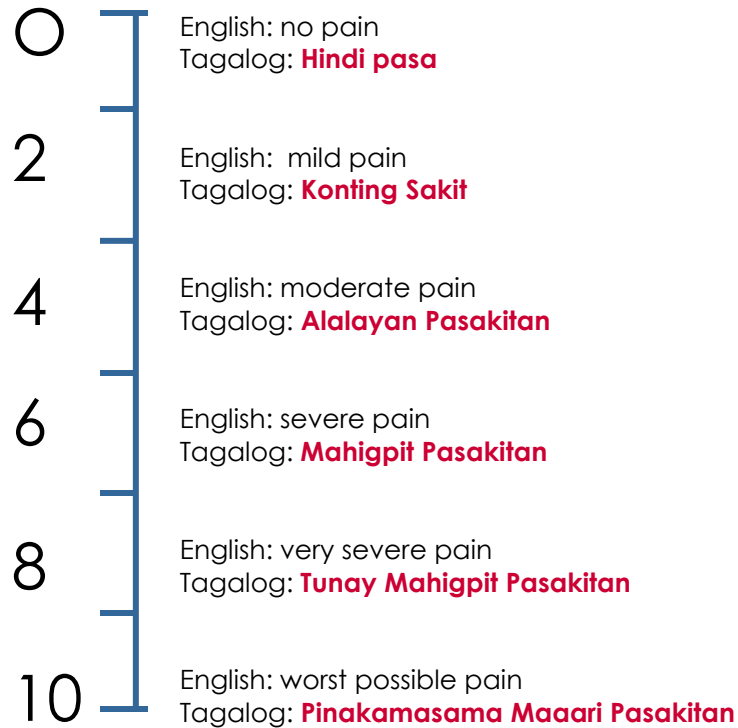 0
English: no pain
Tagalog: Hindi pasa
2
English: mild pain
Tagalog: Konting Sakit
4
English: moderate pain
Tagalog: Alalayan Pasakitan
6
English: severe pain
Tagalog: Mahigpit Pasakitan
8
English: very severe pain
Tagalog: Tunay Mahigpit Pasakitan
10
English: worst possible pain
Tagalog: Pinakamasama Maaari Pasakitan